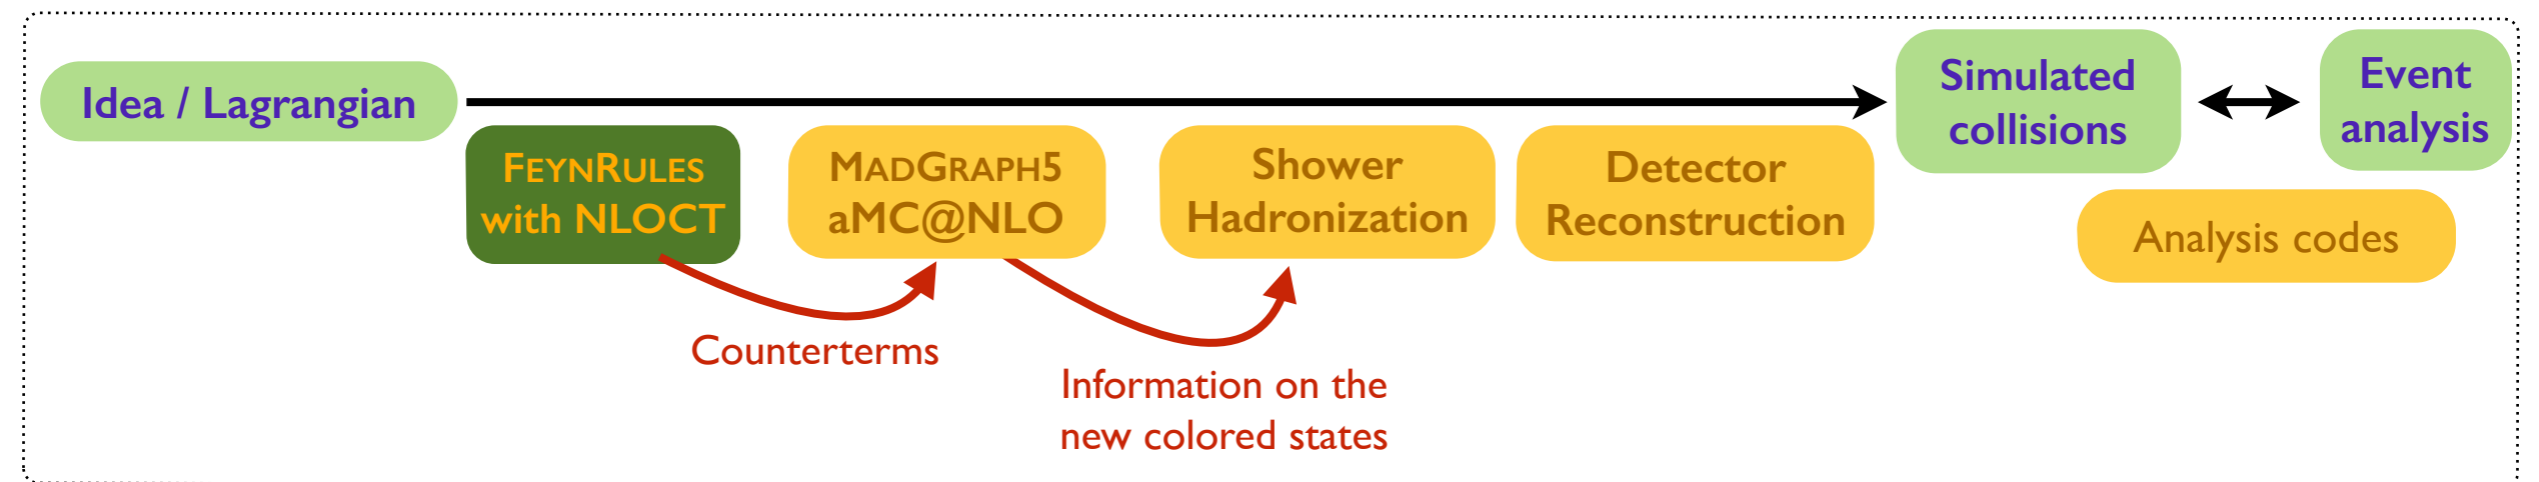 Idea / Lagrangian
FEYNRULES
with NLOCT
MADGRAPH5
aMC@NLO
Shower
Hadronization
Detector
Reconstruction
Simulated
collisions
Event
analysis
Analysis codes
Counterterms
Information on the
new colored states